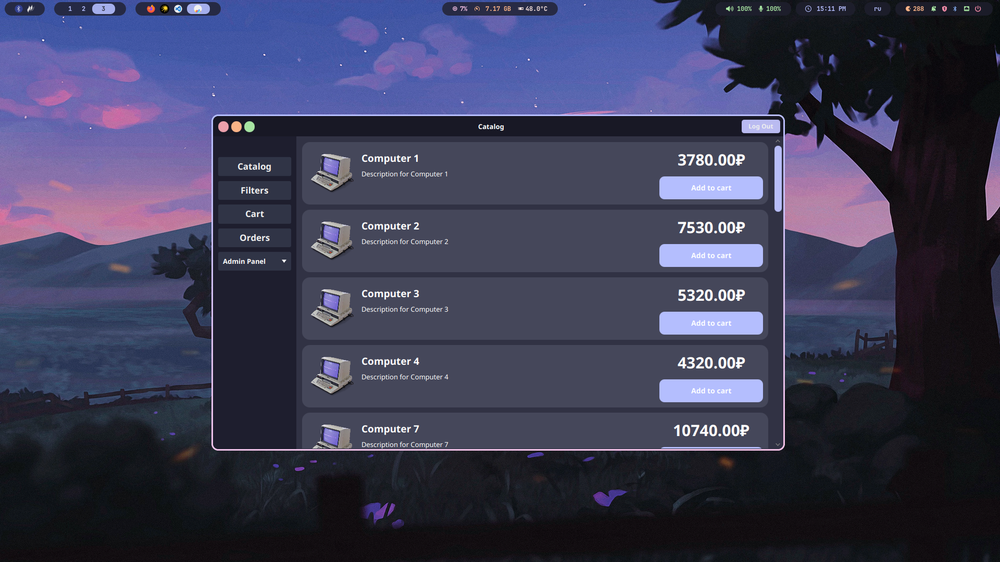 1 2 3
7% 7.17 GB 48.0°C
100% 100%
15:11 PM
ru
288
Catalog
Log Out
Catalog
Filters
Cart
Orders
Admin Panel
Computer 1
Description for Computer 1
3780.00₽
Add to cart
Computer 2
Description for Computer 2
7530.00₽
Add to cart
Computer 3
Description for Computer 3
5320.00₽
Add to cart
Computer 4
Description for Computer 4
4320.00₽
Add to cart
Computer 7
Description for Computer 7
10740.00₽